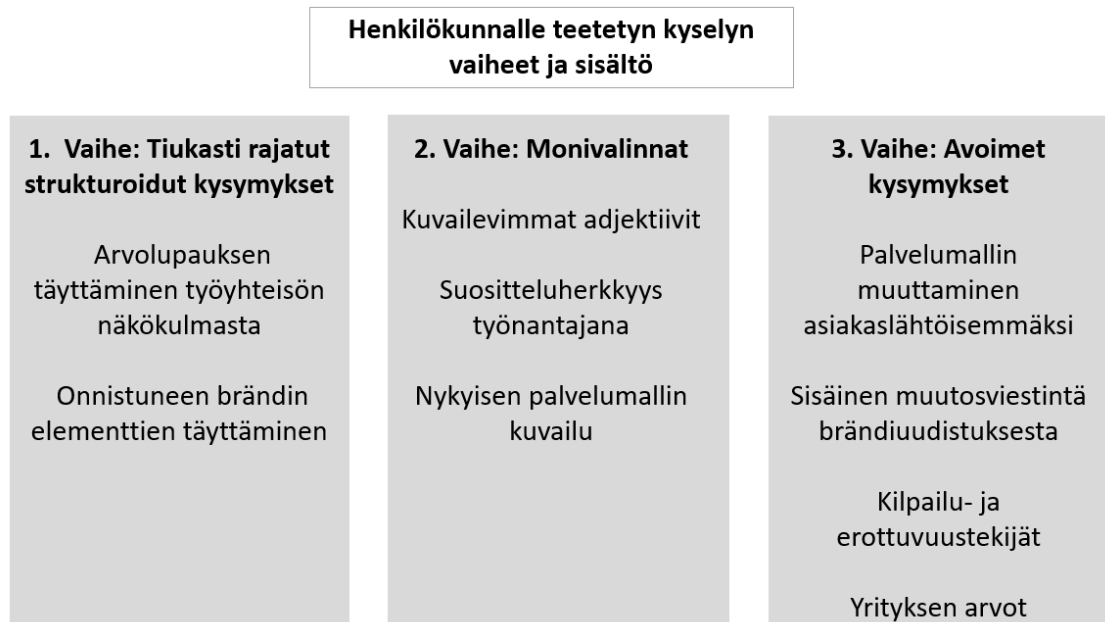 Henkilökunnalle teetetyn kyselyn
vaiheet ja sisältö
1. Vaihe: Tiukasti rajatut
strukturoidut kysymykset
Arvolupauksen
täyttäminen työyhteisön
näkökulmasta
Onnistuneen brändin
elementtien täyttäminen
2. Vaihe: Monivalinnat
Kuvailevimmat adjektiivit
Suositteluherkkyys
työnantajana
Nykyisen palvelumallin
kuvailu
3. Vaihe: Avoimet
kysymykset
Palvelumallin
muuttaminen
asiakaslähtöisemmäksi
Sisäinen muutosviestintä
brändiuudistuksesta
Kilpailu- ja
erottuvuustekijät
Yrityksen arvot